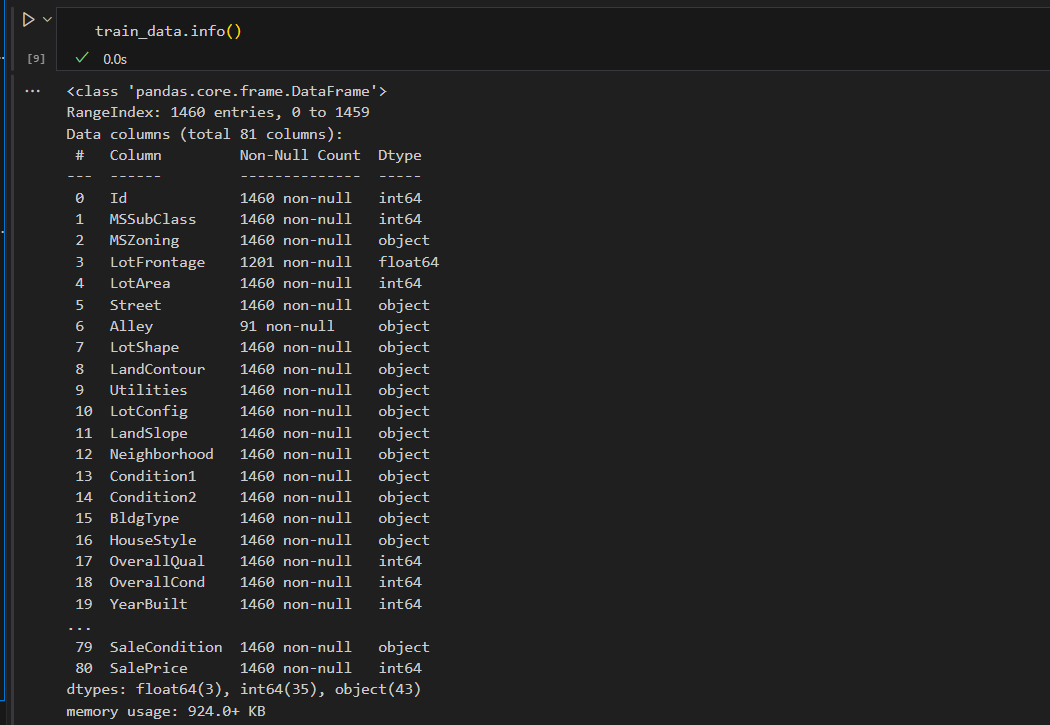 train_data.info()
[9] 0.0s
... <class 'pandas.core.frame.DataFrame'>
RangeIndex: 1460 entries, 0 to 1459
Data columns (total 81 columns):
 #   Column         Non-Null Count  Dtype
---  ------         --------------  -----
 0   Id             1460 non-null   int64
 1   MSSubClass     1460 non-null   int64
 2   MSZoning       1460 non-null   object
 3   LotFrontage    1201 non-null   float64
 4   LotArea        1460 non-null   int64
 5   Street         1460 non-null   object
 6   Alley          91 non-null     object
 7   LotShape       1460 non-null   object
 8   LandContour    1460 non-null   object
 9   Utilities      1460 non-null   object
 10  LotConfig      1460 non-null   object
 11  LandSlope      1460 non-null   object
 12  Neighborhood   1460 non-null   object
 13  Condition1     1460 non-null   object
 14  Condition2     1460 non-null   object
 15  BldgType       1460 non-null   object
 16  HouseStyle     1460 non-null   object
 17  OverallQual    1460 non-null   int64
 18  OverallCond    1460 non-null   int64
 19  YearBuilt      1460 non-null   int64
...
 79  SaleCondition  1460 non-null   object
 80  SalePrice      1460 non-null   int64
dtypes: float64(3), int64(35), object(43)
memory usage: 924.0+ KB